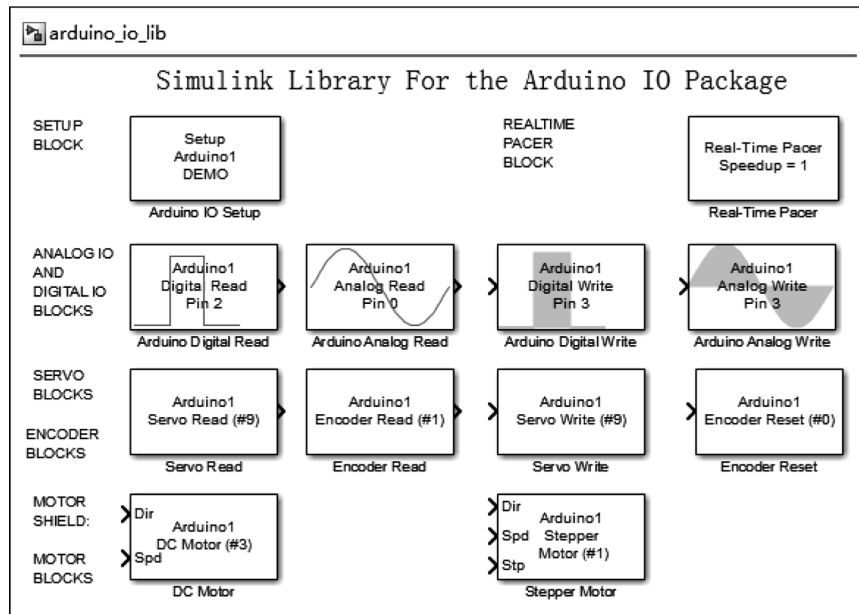 arduino_io_lib
Simulink Library For the Arduino IO Package
SETUP
BLOCK
Setup
Arduino1
DEMO
Arduino IO Setup
REALTIME
PACER
BLOCK
Real-Time Pacer
Speedup = 1
Real-Time Pacer
ANALOG IO
AND
DIGITAL IO
BLOCKS
Arduino1
Digital Read
Pin 2
Arduino Digital Read
Arduino1
Analog Read
Pin 0
Arduino Analog Read
Arduino1
Digital Write
Pin 3
Arduino Digital Write
Arduino1
Analog Write
Pin 3
Arduino Analog Write
SERVO
BLOCKS
ENCODER
BLOCKS
Arduino1
Servo Read (#9)
Servo Read
Arduino1
Encoder Read (#1)
Encoder Read
Arduino1
Servo Write (#9)
Servo Write
Arduino1
Encoder Reset (#0)
Encoder Reset
MOTOR
SHIELD:
MOTOR
BLOCKS
Dir
Arduino1
DC Motor (#3)
Spd
DC Motor
Dir
Spd
Stp
Arduino1
Stepper
Motor (#1)
Stepper Motor